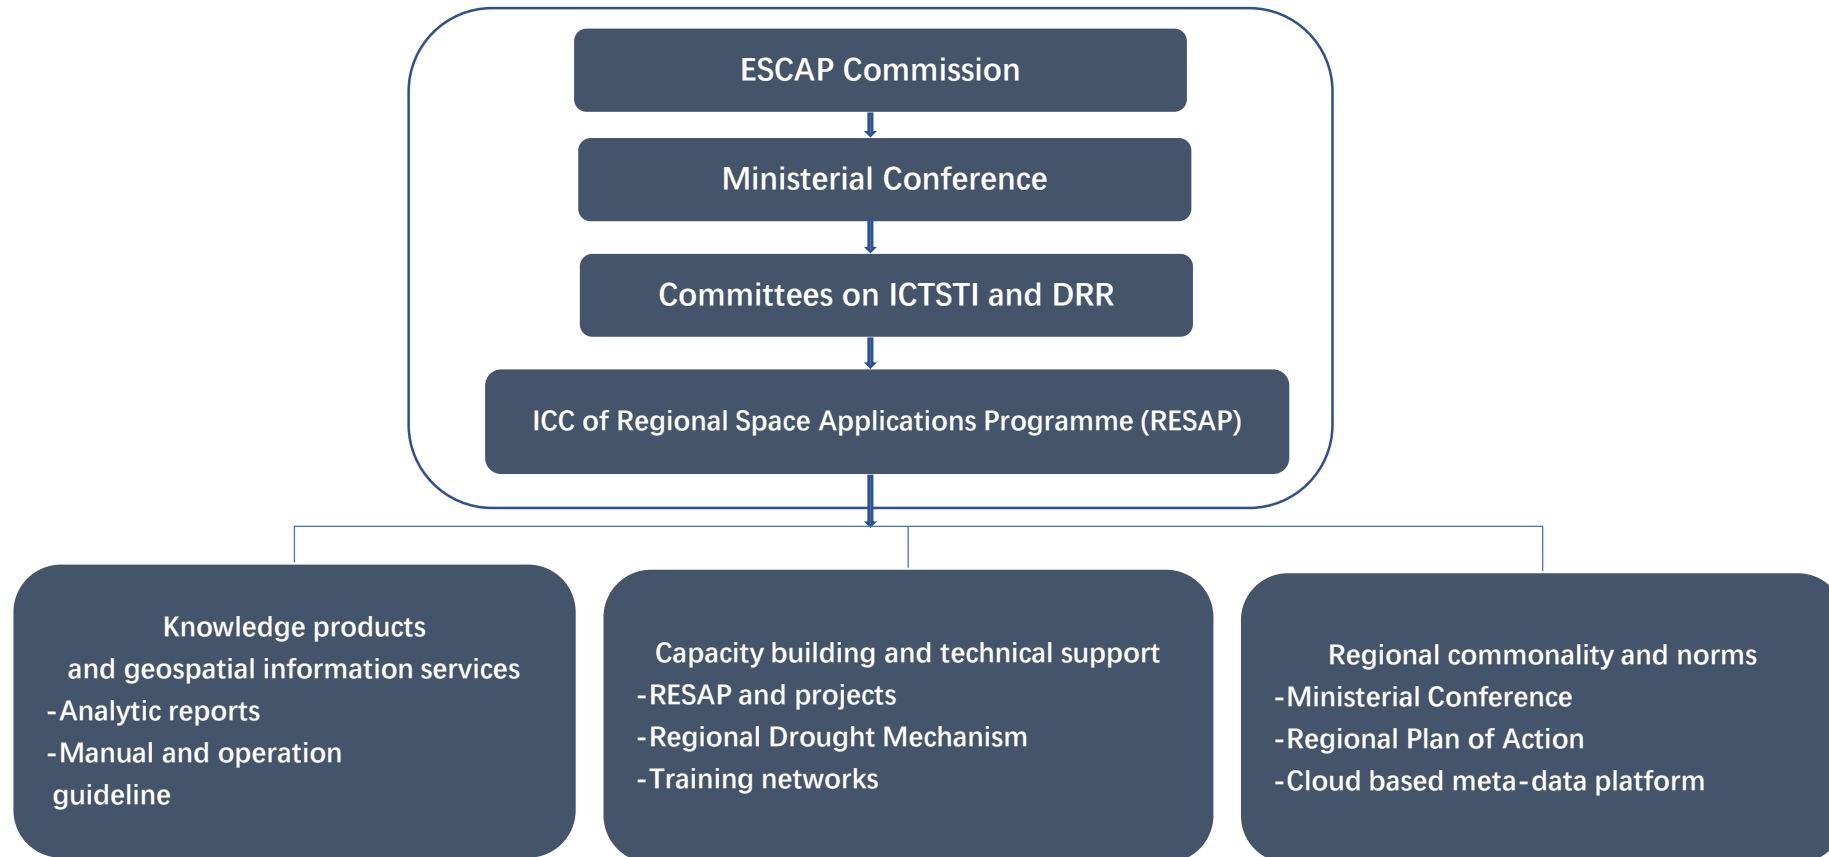 ESCAP Commission
Ministerial Conference
Committees on ICTSTI and DRR
ICC of Regional Space Applications Programme (RESAP)
Knowledge products
and geospatial information services
-Analytic reports
-Manual and operation
guideline
Capacity building and technical support
-RESAP and projects
-Regional Drought Mechanism
-Training networks
Regional commonality and norms
-Ministerial Conference
-Regional Plan of Action
-Cloud based meta-data platform